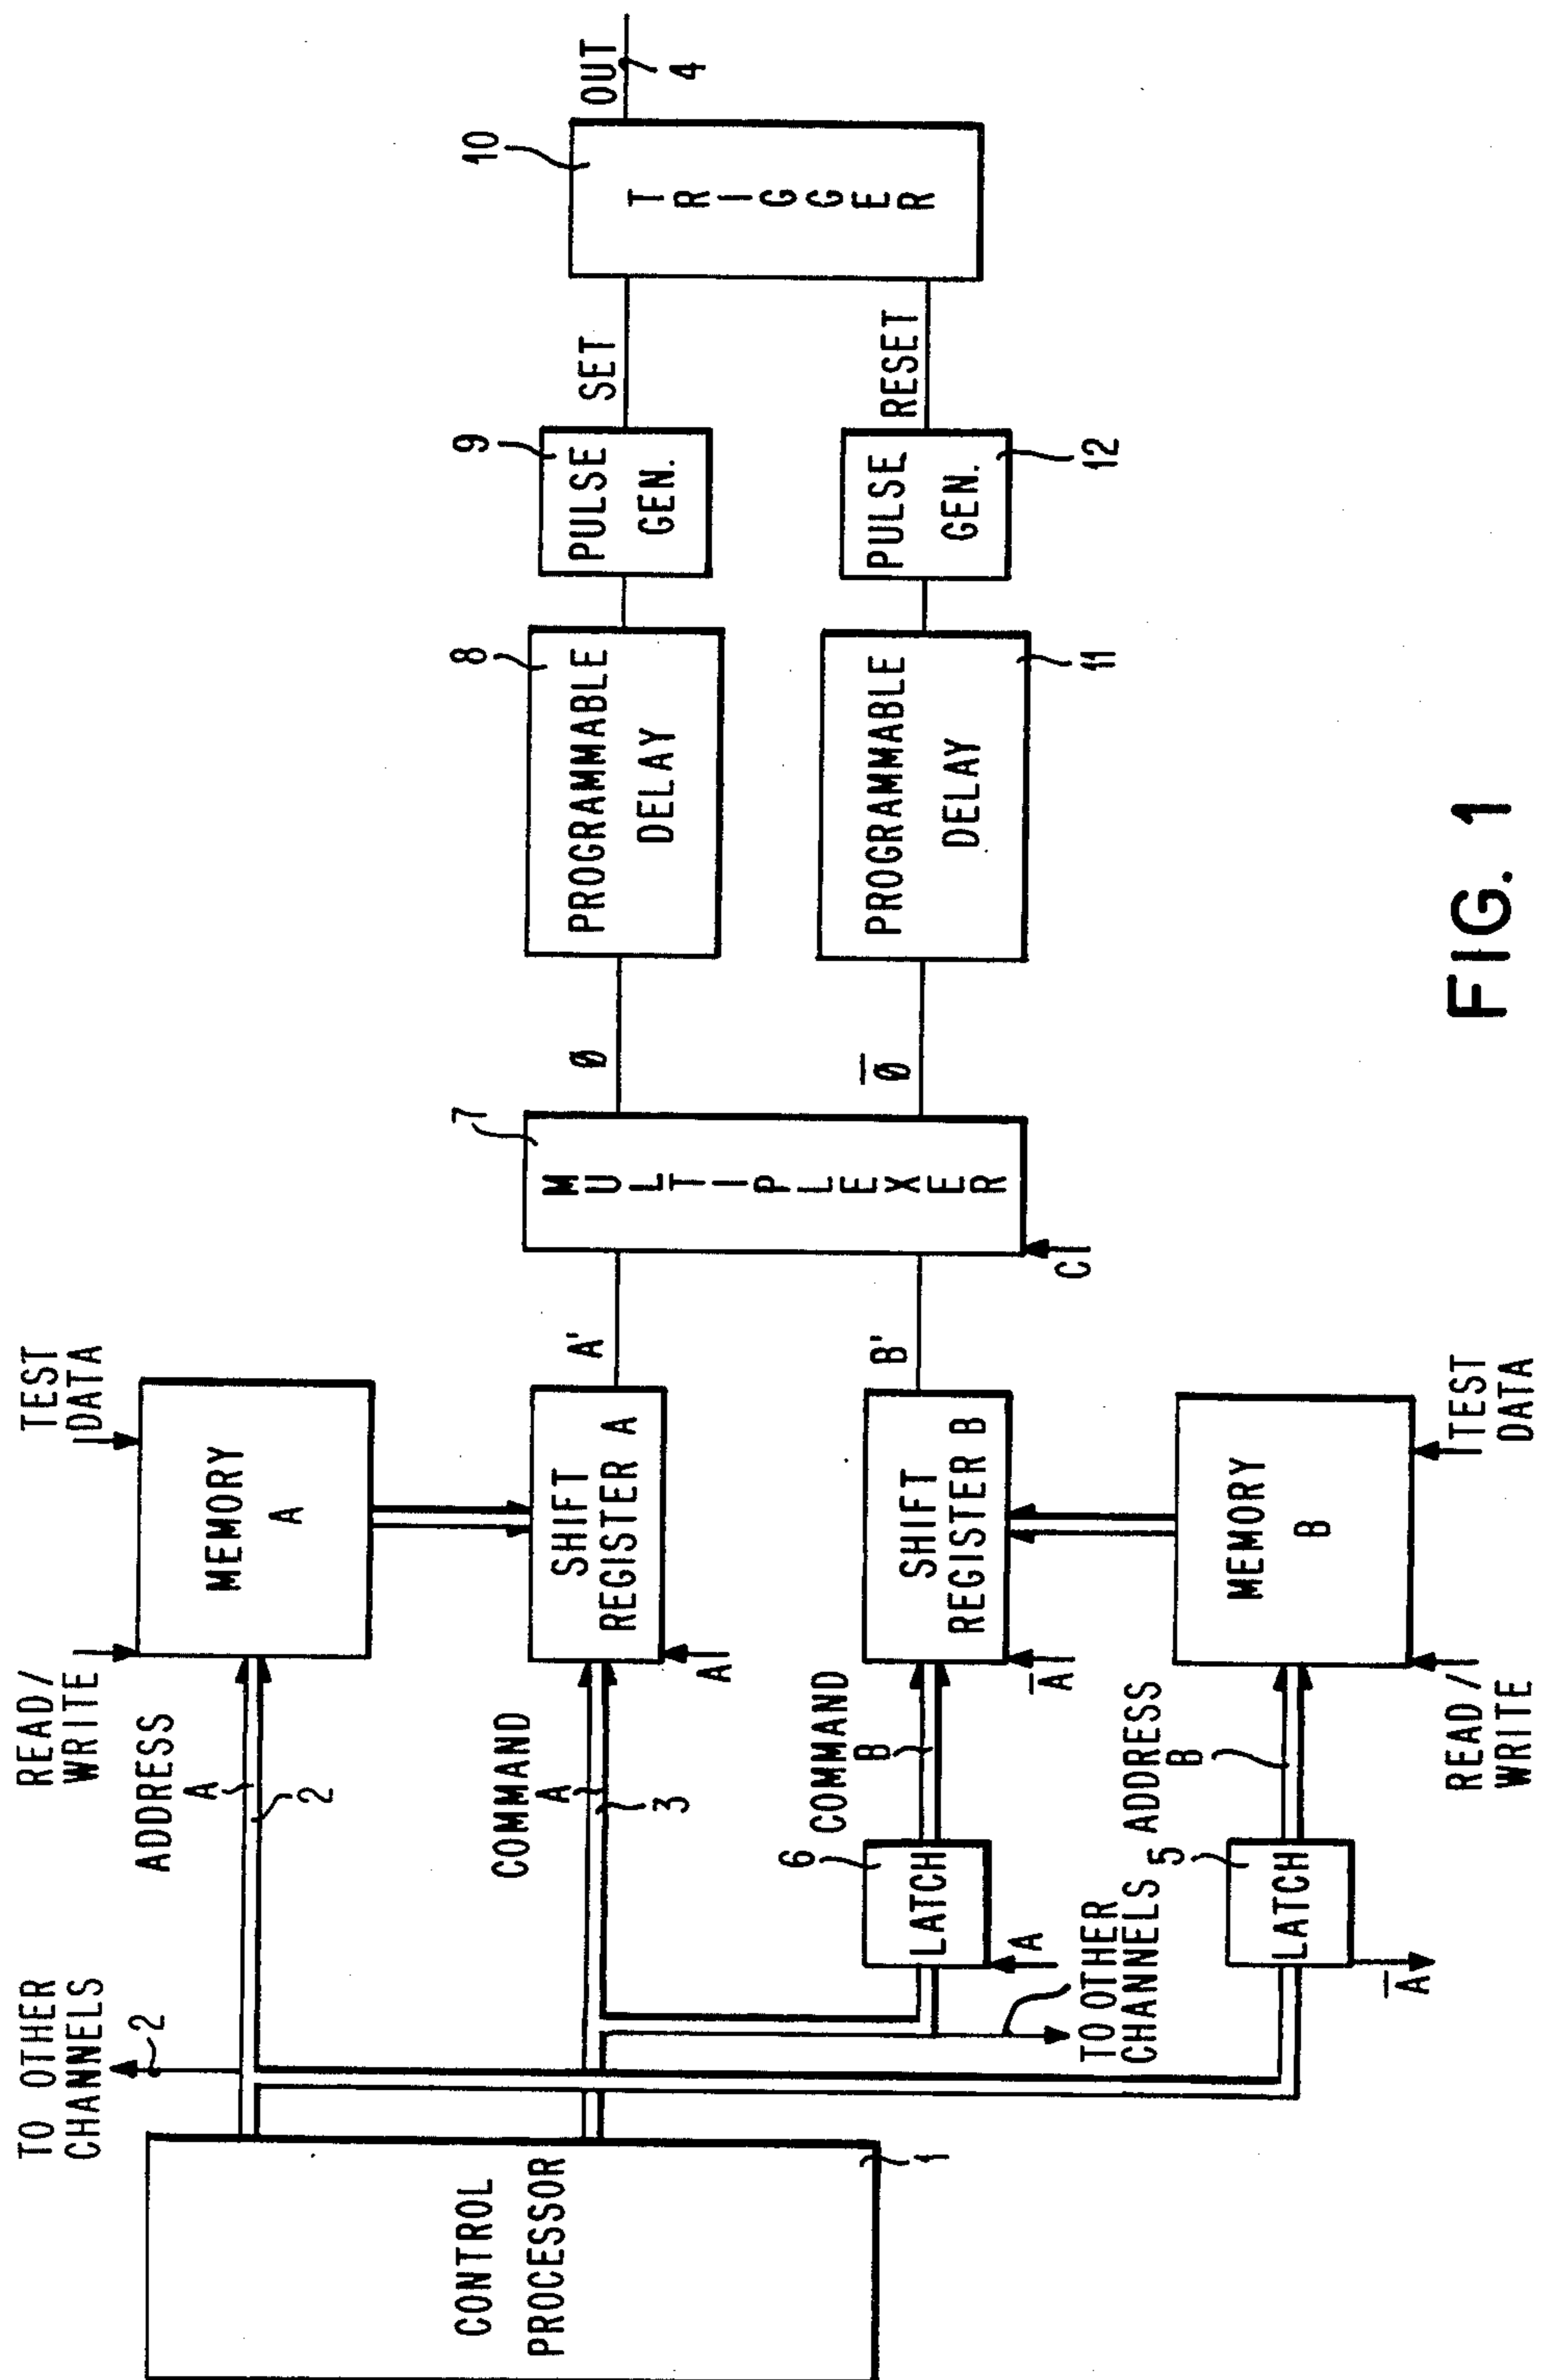 TO OTHER
CHANNELS
2
READ/
WRITE
TEST
DATA
ADDRESS
A
2
MEMORY
A
CONTROL
PROCESSOR
1
COMMAND
A
3
SHIFT
REGISTER A
A
A'
7
MULTIPLEXER
C
Ø
8
PROGRAMMABLE
DELAY
9
PULSE
GEN.
SET
10
TRIGGER
OUT
4
6
LATCH
A
COMMAND
B
SHIFT
REGISTER B
A̅
B'
Ø̅
PROGRAMMABLE
DELAY
11
PULSE
GEN.
12
RESET
TO OTHER
CHANNELS
5
LATCH
A̅
ADDRESS
B
MEMORY
B
READ/
WRITE
TEST
DATA
FIG. 1